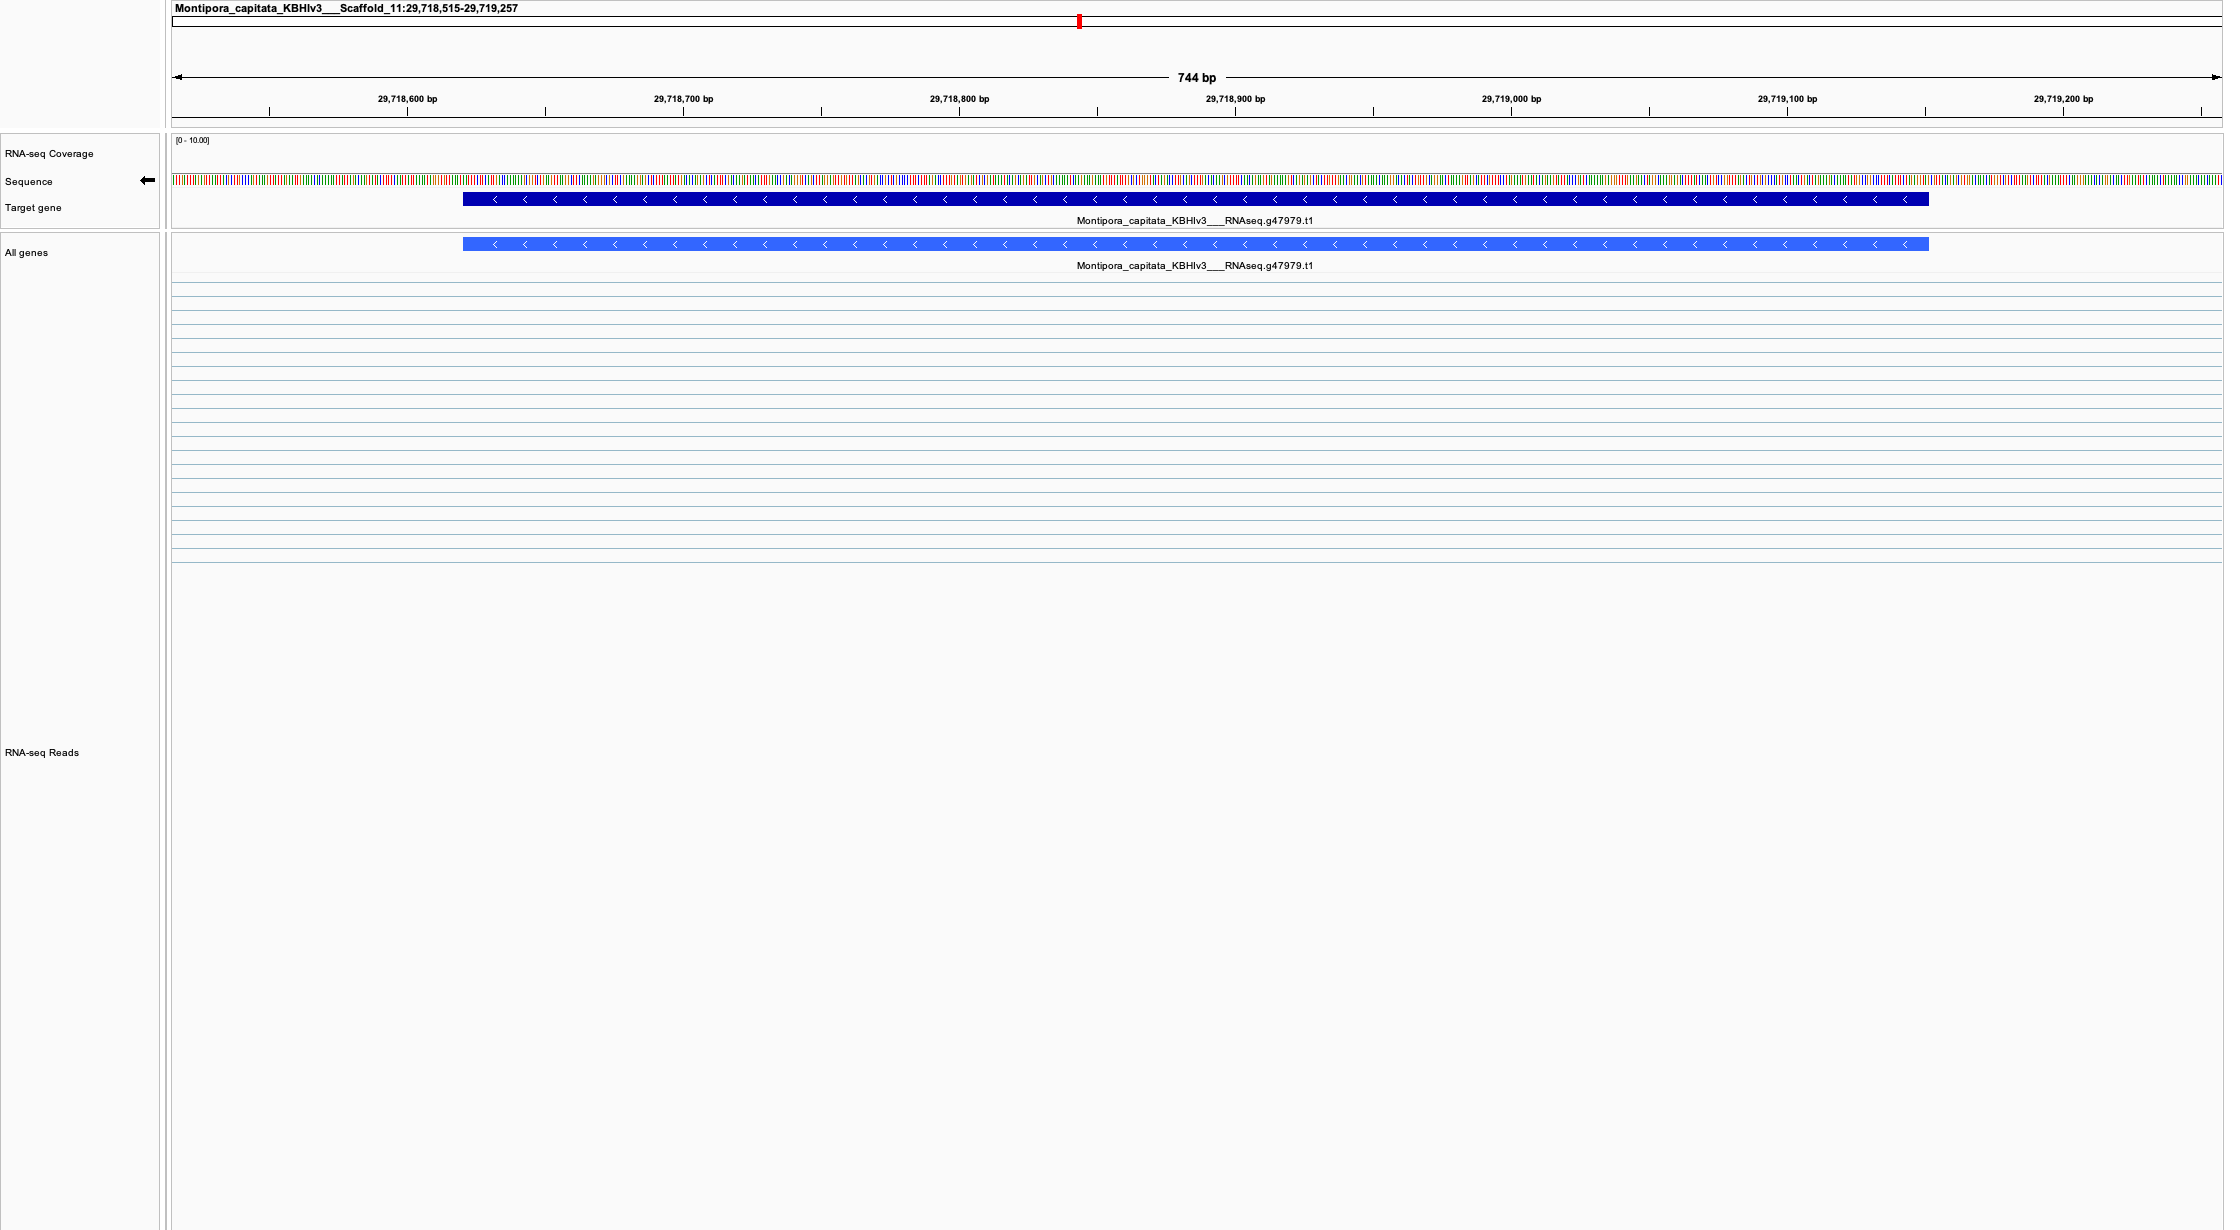 Montipora_capitata_KBHIv3___Scaffold_11:29,718,515-29,719,257
744 bp
29,718,600 bp 29,718,700 bp 29,718,800 bp 29,718,900 bp 29,719,000 bp 29,719,100 bp 29,719,200 bp
[0 - 10.00]
RNA-seq Coverage
Sequence
Target gene
Montipora_capitata_KBHIv3___RNAseq.g47979.t1
All genes
Montipora_capitata_KBHIv3___RNAseq.g47979.t1
RNA-seq Reads